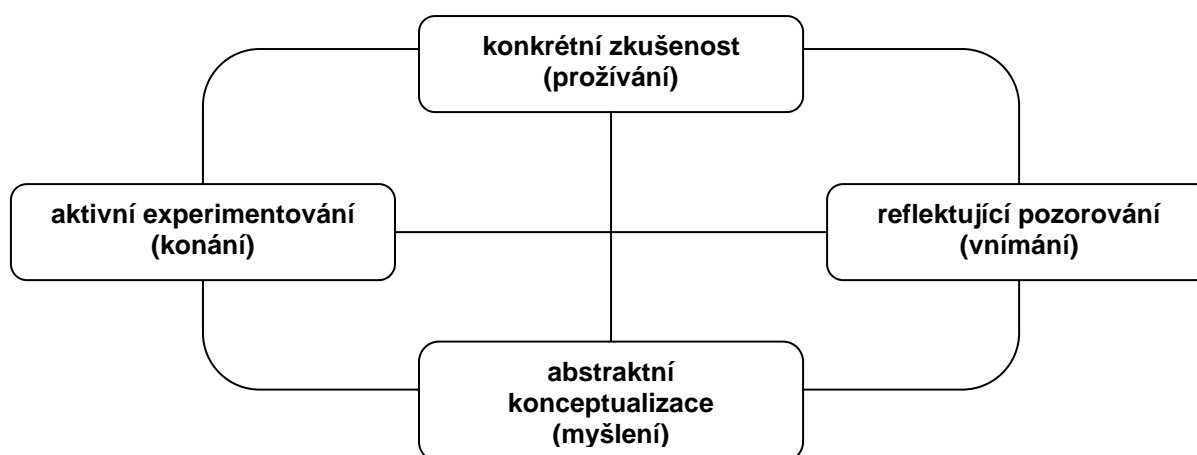 konkrétní zkušenost
(prožívání)
aktivní experimentování
(konání)
reflektující pozorování
(vnímání)
abstraktní
konceptualizace
(myšlení)